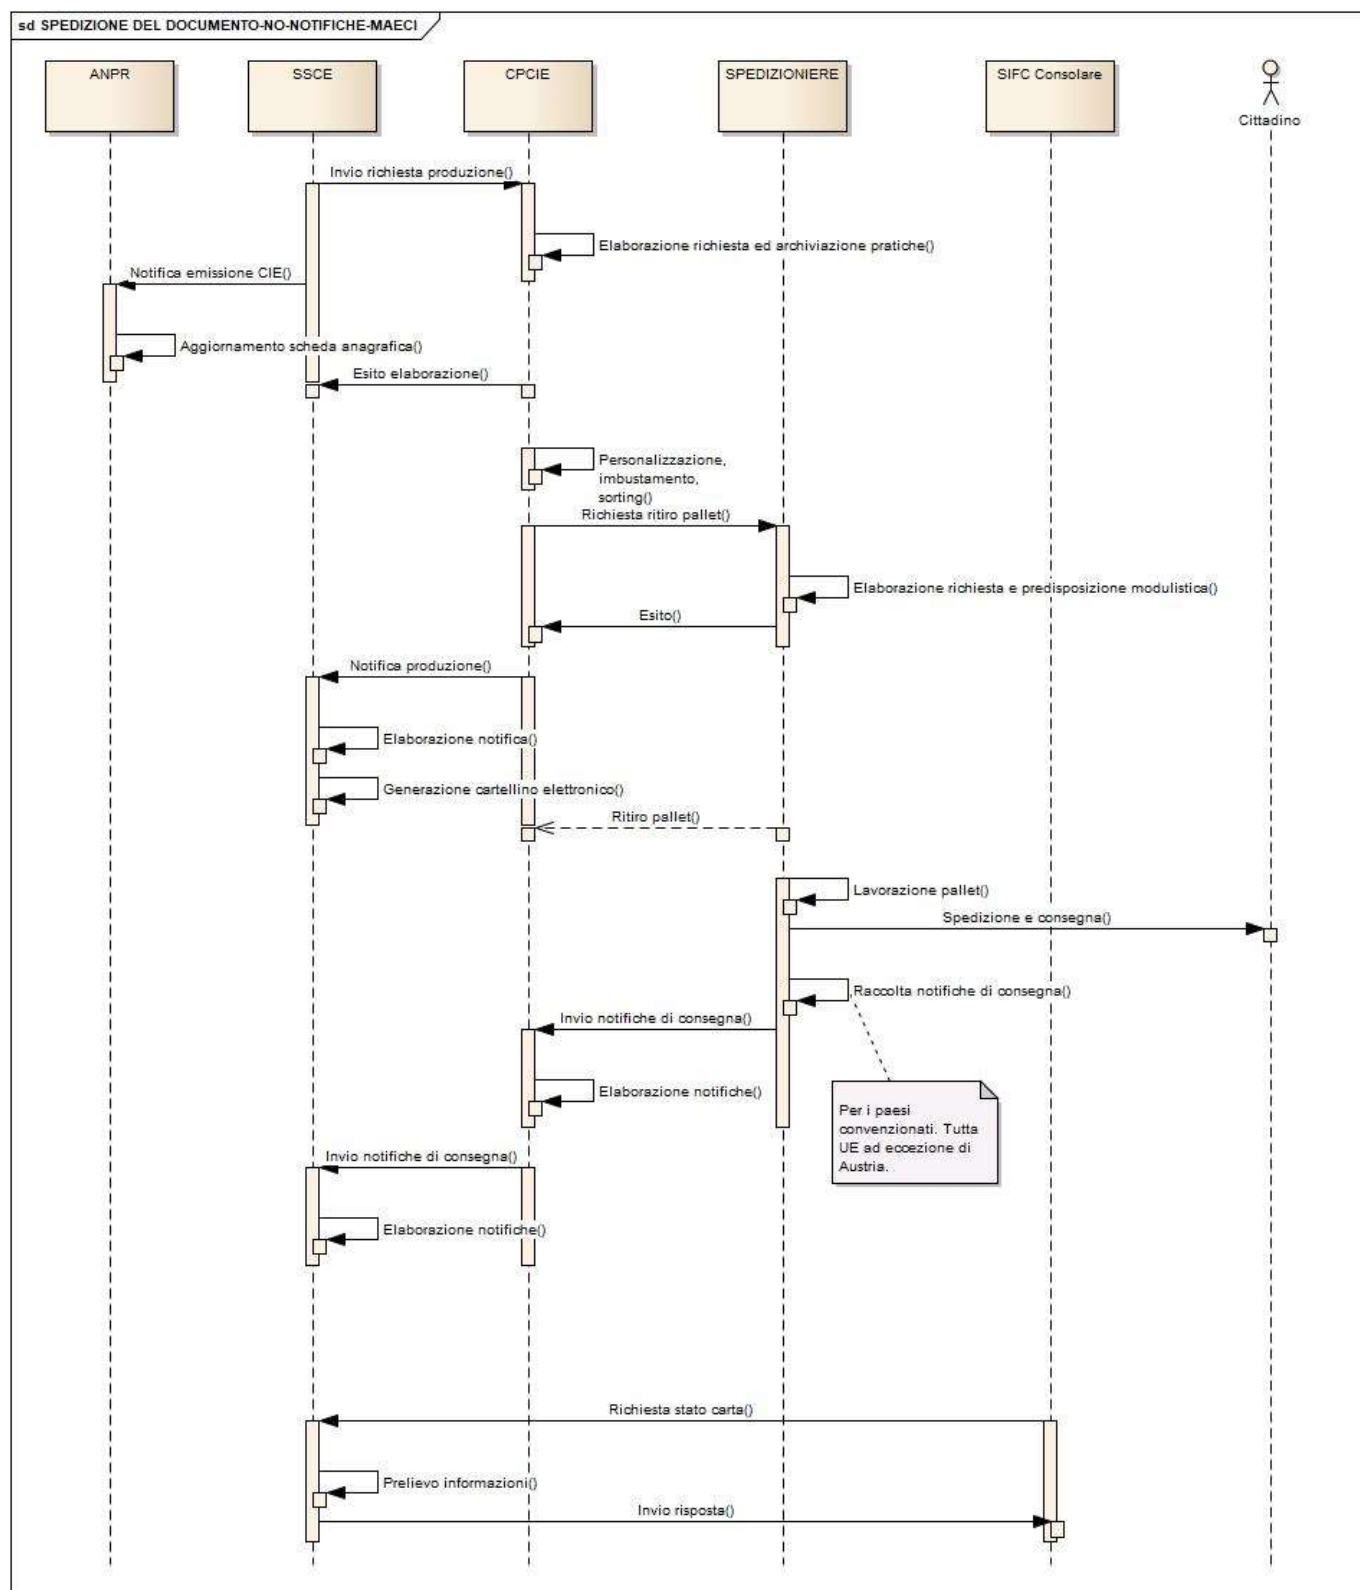 sd SPEDIZIONE DEL DOCUMENTO-NO-NOTIFICHE-MAECI
ANPR
SSCE
CPCIE
SPEDIZIONIERE
SIFC Consolare
Cittadino
Invio richiesta produzione()
Elaborazione richiesta ed archiviazione pratiche()
Notifica emissione CIE()
Aggiornamento scheda anagrafica()
Esito elaborazione()
Personalizzazione,
imbustamento,
sorting()
Richiesta ritiro pallet()
Elaborazione richiesta e predisposizione modulistica()
Esito()
Notifica produzione()
Elaborazione notifica()
Generazione cartellino elettronico()
Ritiro pallet()
Lavorazione pallet()
Spedizione e consegna()
Raccolta notifiche di consegna()
Invio notifiche di consegna()
Elaborazione notifiche()
Per i paesi
convenzionati. Tutta
UE ad eccezione di
Austria.
Invio notifiche di consegna()
Elaborazione notifiche()
Richiesta stato carta()
Prelievo informazioni()
Invio risposta()